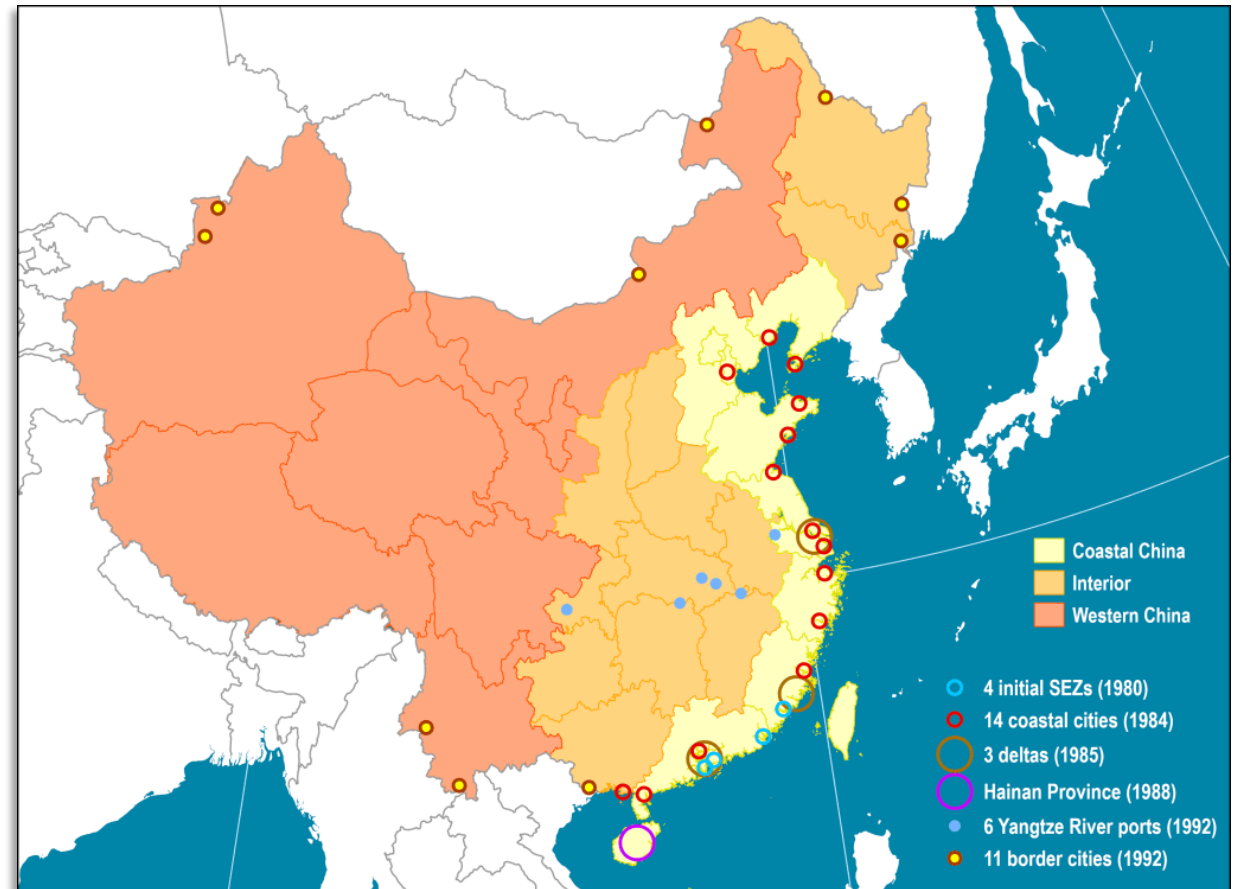 Coastal China
Interior
Western China
4 initial SEZs (1980)
14 coastal cities (1984)
3 deltas (1985)
Hainan Province (1988)
6 Yangtze River ports (1992)
11 border cities (1992)